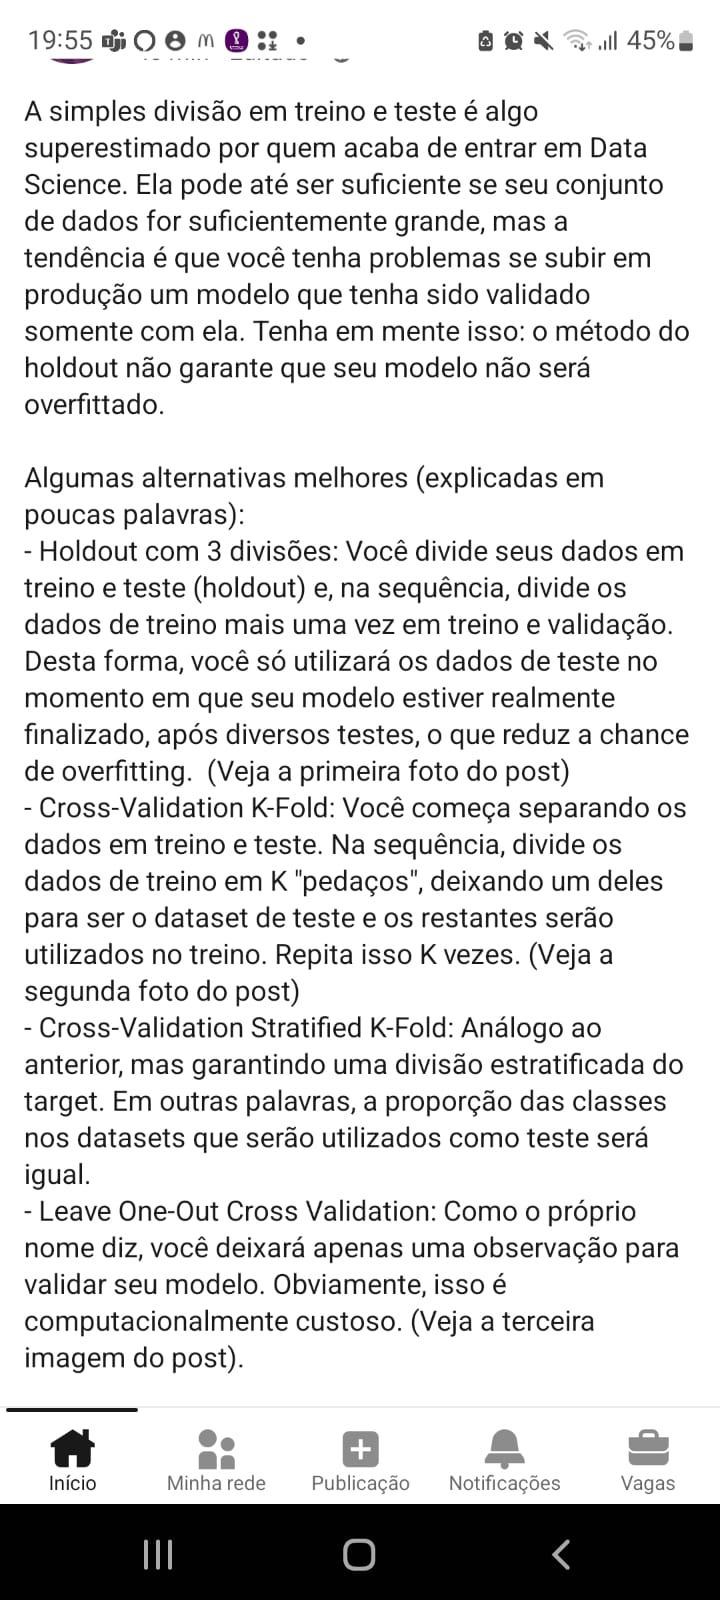 19:55
45%
A simples divisão em treino e teste é algo
superestimado por quem acaba de entrar em Data
Science. Ela pode até ser suficiente se seu conjunto
de dados for suficientemente grande, mas a
tendência é que você tenha problemas se subir em
produção um modelo que tenha sido validado
somente com ela. Tenha em mente isso: o método do
holdout não garante que seu modelo não será
overfittado.
Algumas alternativas melhores (explicadas em
poucas palavras):
- Holdout com 3 divisões: Você divide seus dados em
treino e teste (holdout) e, na sequência, divide os
dados de treino mais uma vez em treino e validação.
Desta forma, você só utilizará os dados de teste no
momento em que seu modelo estiver realmente
finalizado, após diversos testes, o que reduz a chance
de overfitting.  (Veja a primeira foto do post)
- Cross-Validation K-Fold: Você começa separando os
dados em treino e teste. Na sequência, divide os
dados de treino em K "pedaços", deixando um deles
para ser o dataset de teste e os restantes serão
utilizados no treino. Repita isso K vezes. (Veja a
segunda foto do post)
- Cross-Validation Stratified K-Fold: Análogo ao
anterior, mas garantindo uma divisão estratificada do
target. Em outras palavras, a proporção das classes
nos datasets que serão utilizados como teste será
igual.
- Leave One-Out Cross Validation: Como o próprio
nome diz, você deixará apenas uma observação para
validar seu modelo. Obviamente, isso é
computacionalmente custoso. (Veja a terceira
imagem do post).
Início
Minha rede
Publicação
Notificações
Vagas